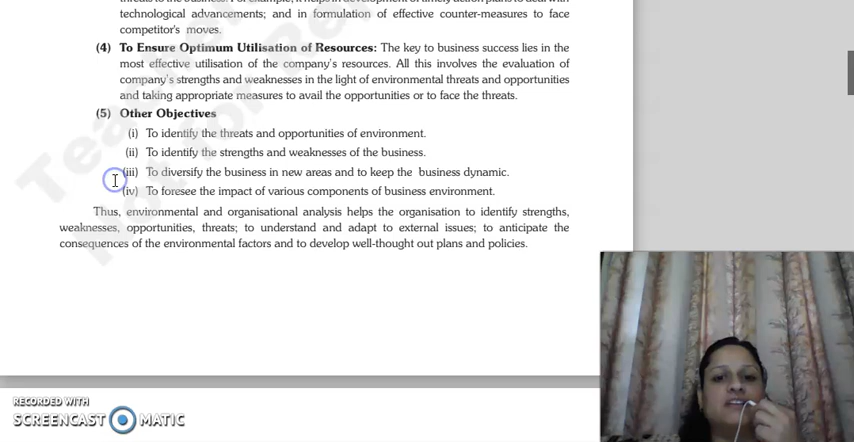 technological advancements; and in formulation of effective counter-measures to face
competitor's moves.
(4) To Ensure Optimum Utilisation of Resources: The key to business success lies in the
most effective utilisation of the company's resources. All this involves the evaluation of
company's strengths and weaknesses in the light of environmental threats and opportunities
and taking appropriate measures to avail the opportunities or to face the threats.
(5) Other Objectives
(i) To identify the threats and opportunities of environment.
(ii) To identify the strengths and weaknesses of the business.
(iii) To diversify the business in new areas and to keep the business dynamic.
(iv) To foresee the impact of various components of business environment.
Thus, environmental and organisational analysis helps the organisation to identify strengths,
weaknesses, opportunities, threats; to understand and adapt to external issues; to anticipate the
consequences of the environmental factors and to develop well-thought out plans and policies.
RECORDED WITH
SCREENCAST MATIC